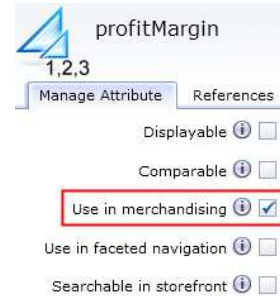 profitMargin
1,2,3
Manage Attribute References
Displayable
Comparable
Use in merchandising
Use in faceted navigation
Searchable in storefront